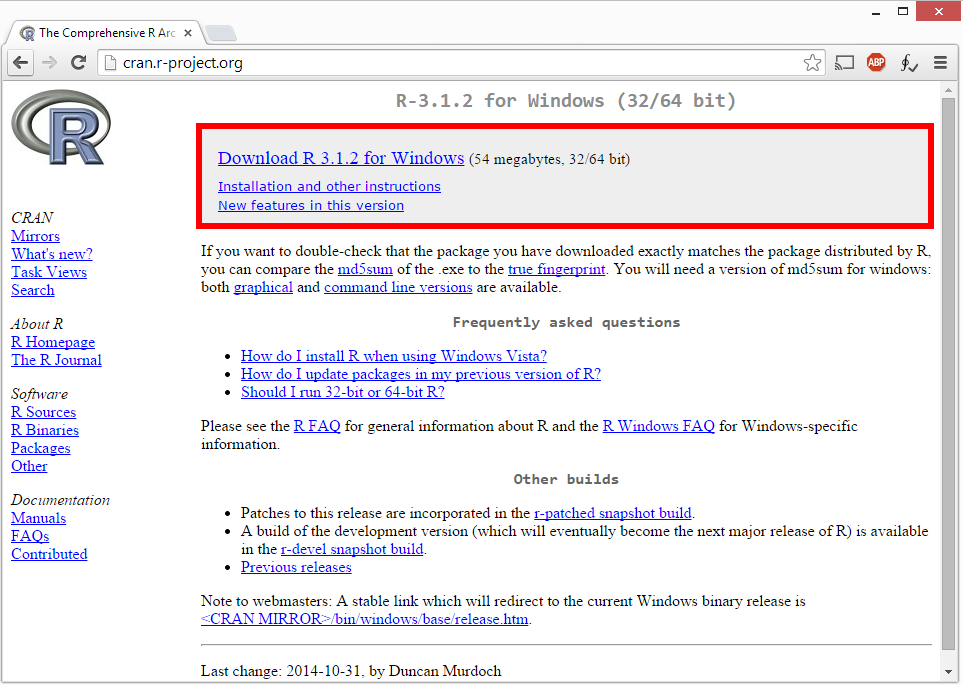 The Comprehensive R Arc
cran.r-project.org
ABP
R
CRAN
Mirrors
What's new?
Task Views
Search
About R
R Homepage
The R Journal
Software
R Sources
R Binaries
Packages
Other
Documentation
Manuals
FAQs
Contributed
R-3.1.2 for Windows (32/64 bit)
Download R 3.1.2 for Windows (54 megabytes, 32/64 bit)
Installation and other instructions
New features in this version
If you want to double-check that the package you have downloaded exactly matches the package distributed by R,
you can compare the md5sum of the .exe to the true fingerprint. You will need a version of md5sum for windows:
both graphical and command line versions are available.
Frequently asked questions
• How do I install R when using Windows Vista?
• How do I update packages in my previous version of R?
• Should I run 32-bit or 64-bit R?
Please see the R FAQ for general information about R and the R Windows FAQ for Windows-specific
information.
Other builds
• Patches to this release are incorporated in the r-patched snapshot build.
• A build of the development version (which will eventually become the next major release of R) is available
in the r-devel snapshot build.
• Previous releases
Note to webmasters: A stable link which will redirect to the current Windows binary release is
<CRAN MIRROR>/bin/windows/base/release.htm.
Last change: 2014-10-31, by Duncan Murdoch